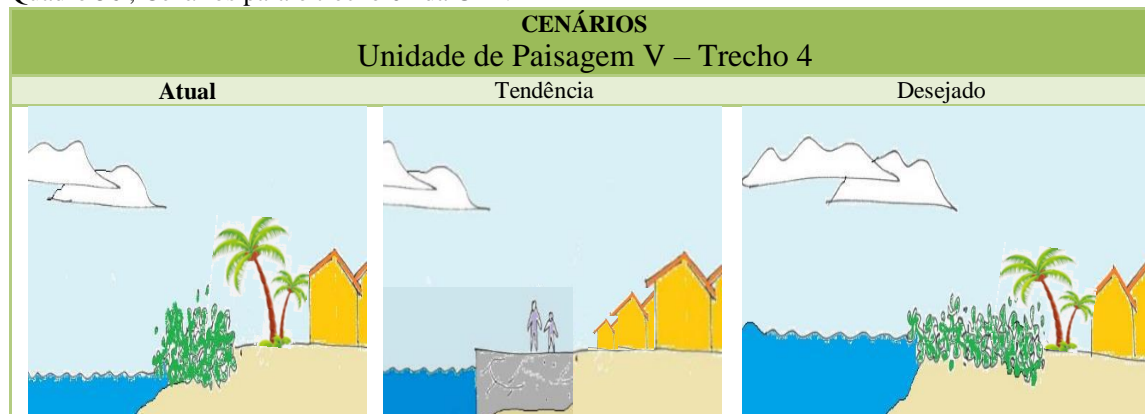 CENÁRIOS
Unidade de Paisagem V – Trecho 4
Atual Tendência Desejado